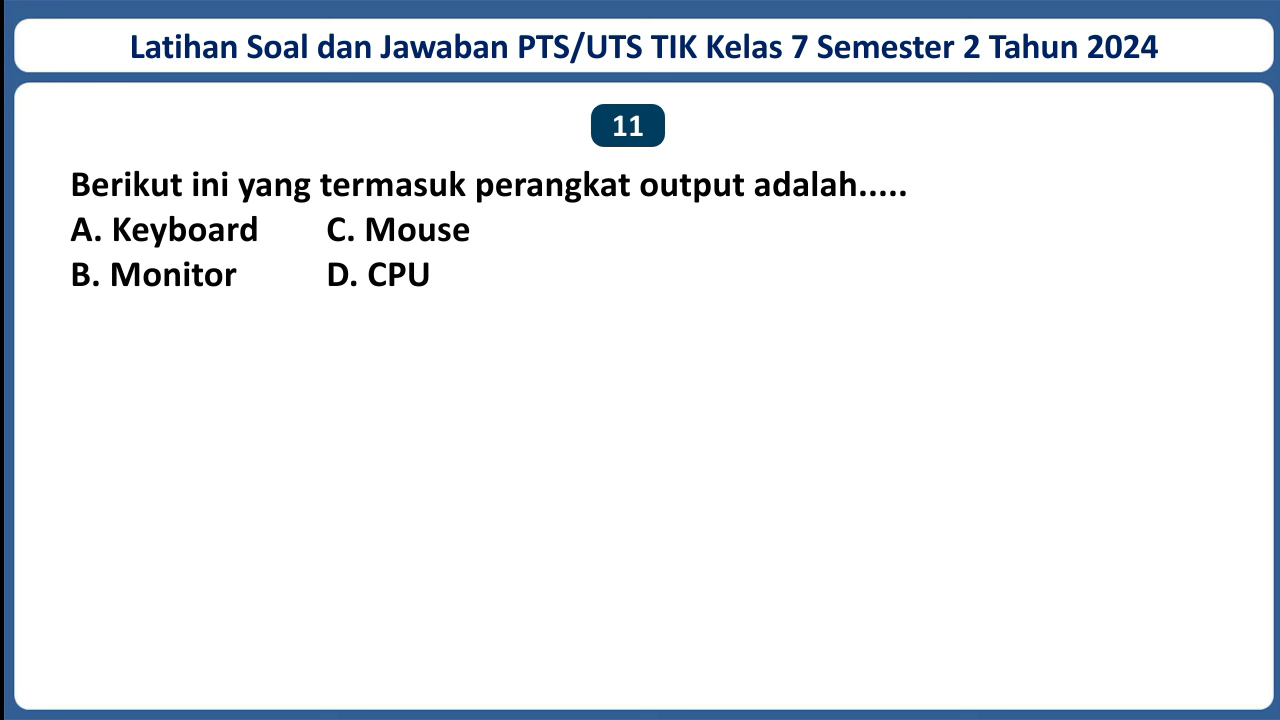 Latihan Soal dan Jawaban PTS/UTS TIK Kelas 7 Semester 2 Tahun 2024
11
Berikut ini yang termasuk perangkat output adalah.....
A. Keyboard C. Mouse
B. Monitor D. CPU